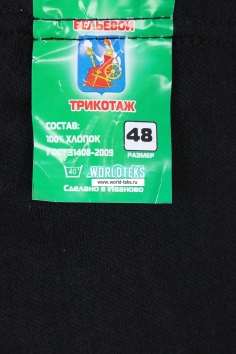 БЕЛЬЕВОЙ
ТРИКОТАЖ
СОСТАВ:
100% ХЛОПОК
ГОСТ 31408-2009
48
РАЗМЕР
40°
WORLDTEKS
www.world-teks.ru
Сделано в Иваново